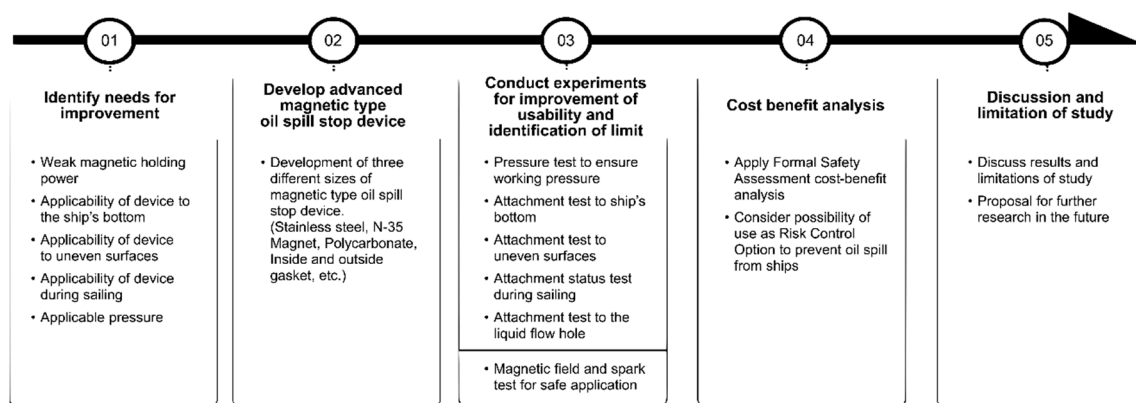 01
02
03
04
05
Identify needs for
improvement
• Weak magnetic holding
power
• Applicability of device to
the ship's bottom
• Applicability of device
to uneven surfaces
• Applicability of device
during sailing
• Applicable pressure
Develop advanced
magnetic type
oil spill stop device
• Development of three
different sizes of
magnetic type oil spill
stop device.
(Stainless steel, N-35
Magnet, Polycarbonate,
Inside and outside
gasket, etc.)
Conduct experiments
for improvement of
usability and
identification of limit
• Pressure test to ensure
working pressure
• Attachment test to ship's
bottom
• Attachment test to
uneven surfaces
• Attachment status test
during sailing
• Attachment test to the
liquid flow hole
• Magnetic field and spark
test for safe application
Cost benefit analysis
• Apply Formal Safety
Assessment cost-benefit
analysis
• Consider possibility of
use as Risk Control
Option to prevent oil spill
from ships
Discussion and
limitation of study
• Discuss results and
limitations of study
• Proposal for further
research in the future